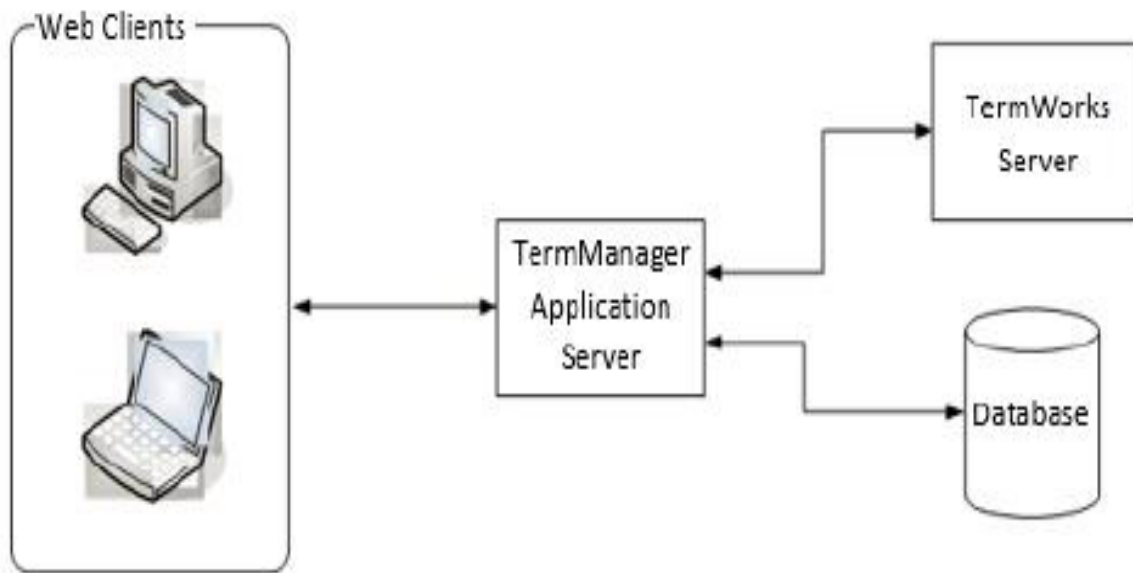 Web Clients
TermManager
Application
Server
TermWorks
Server
Database